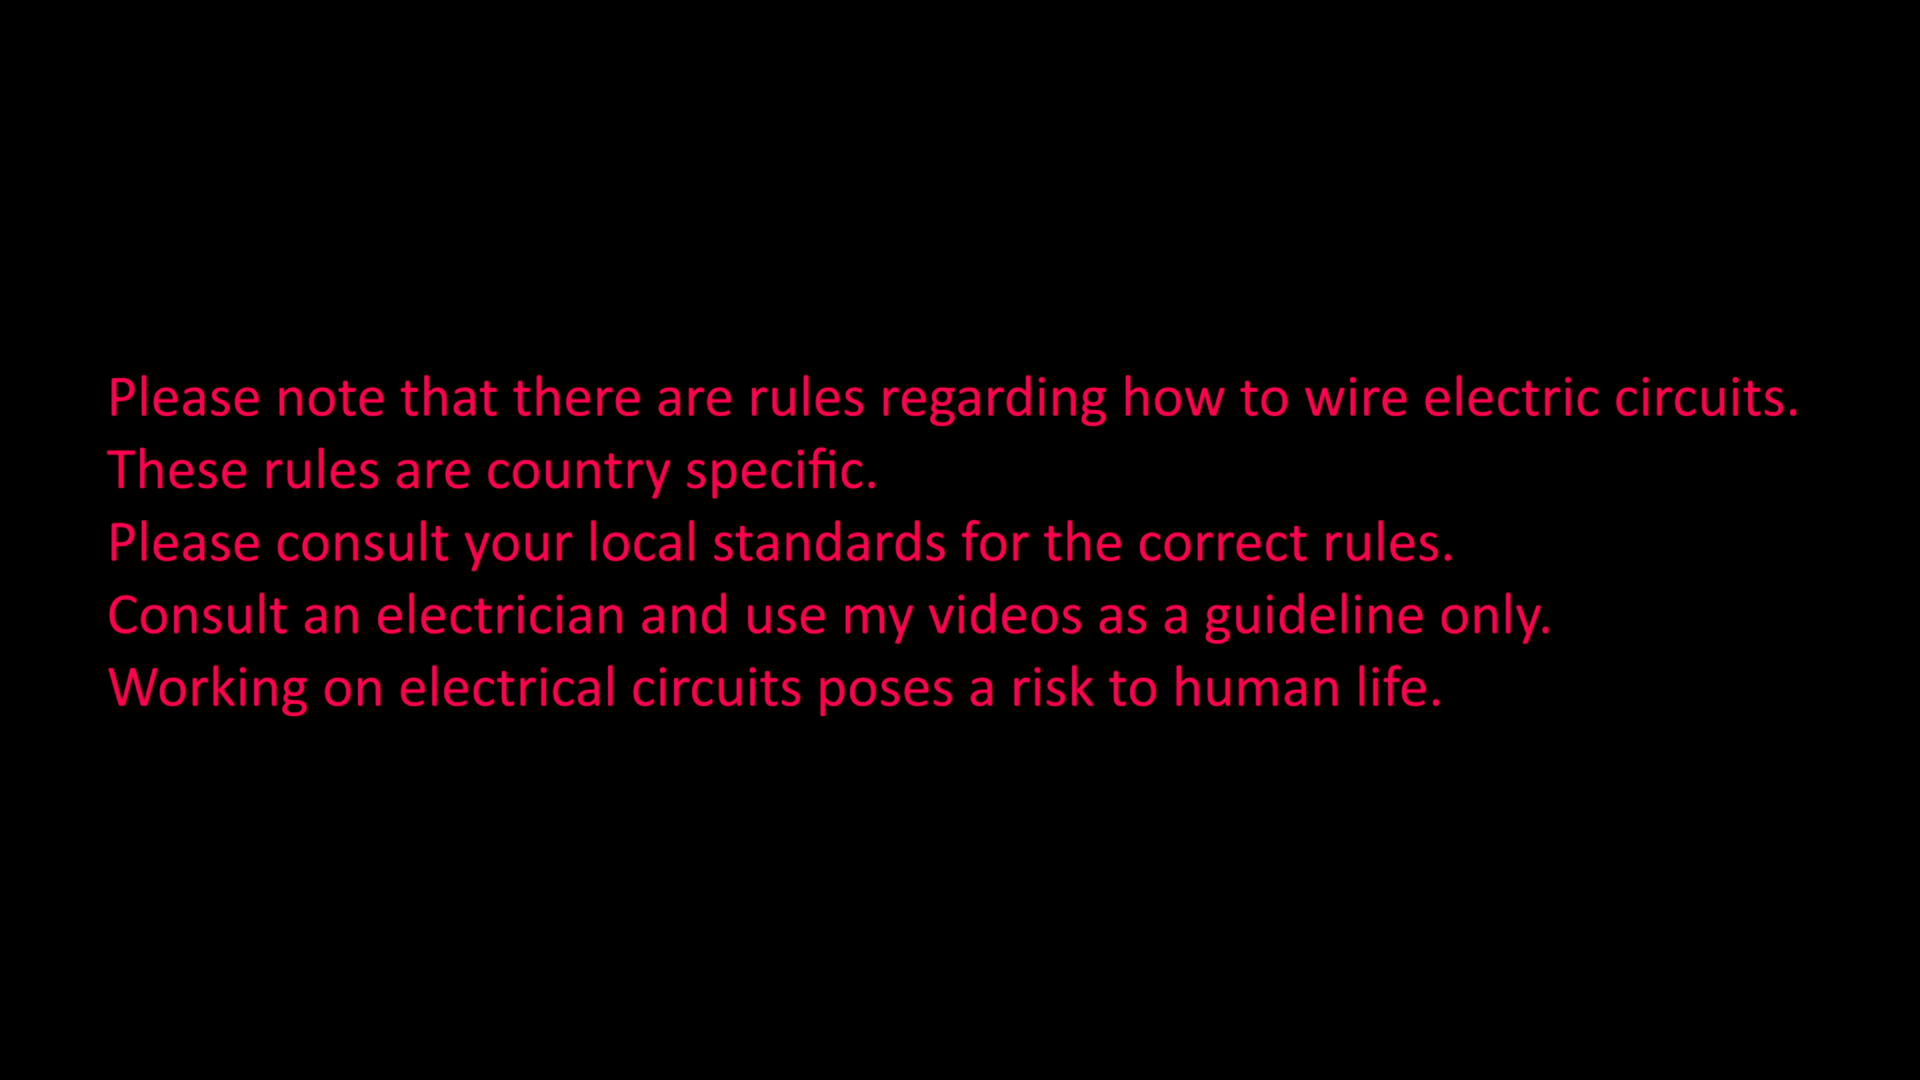 Please note that there are rules regarding how to wire electric circuits.
These rules are country specific.
Please consult your local standards for the correct rules.
Consult an electrician and use my videos as a guideline only.
Working on electrical circuits poses a risk to human life.